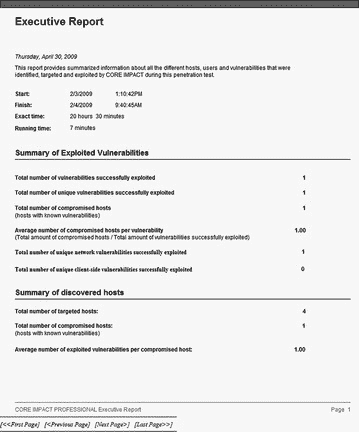 Executive Report
Thursday, April 30, 2009
This report provides summarized information about all the different hosts, users and vulnerabilities that were
identified, targeted and exploited by CORE IMPACT during this penetration test.
Start: 2/3/2009 1:10:42PM
Finish: 2/4/2009 9:40:45AM
Exact time: 20 hours 30 minutes
Running time: 7 minutes
Summary of Exploited Vulnerabilities
Total number of vulnerabilities successfully exploited 1
Total number of unique vulnerabilities successfully exploited 1
Total number of compromised hosts 1
(hosts with known vulnerabilities)
Average number of compromised hosts per vulnerability 1.00
(Total amount of compromised hosts / Total amount of vulnerabilities successfully exploited)
Total number of unique network vulnerabilities successfully exploited 1
Total number of unique client-side vulnerabilities successfully exploited 0
Summary of discovered hosts
Total number of targeted hosts: 4
Total number of compromised hosts: 1
(hosts with known vulnerabilities)
Average number of exploited vulnerabilities per compromised host: 1.00
CORE IMPACT PROFESSIONAL Executive Report Page 1
[<<First Page] [<Previous Page] [Next Page>] [Last Page>>]